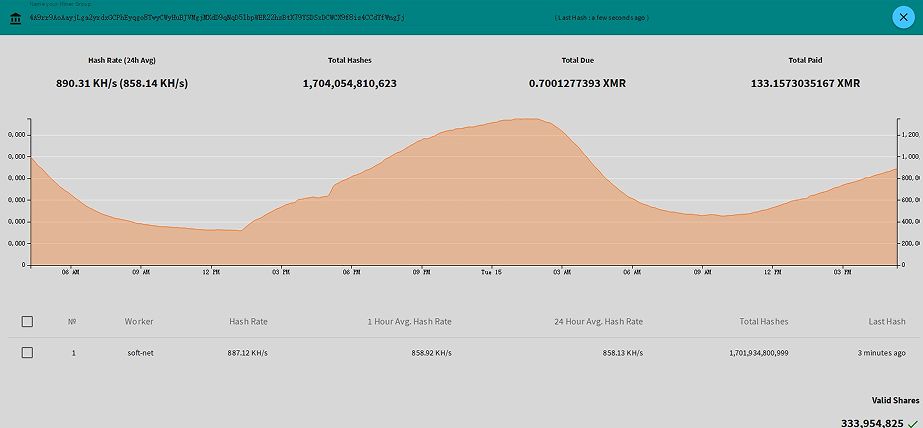 Name your Miner Group
( Last Hash : a few seconds ago )
Hash Rate (24h Avg) Total Hashes Total Due Total Paid
890.31 KH/s (858.14 KH/s) 1,704,054,810,623 0.7001277393 XMR 133.1573035167 XMR
0,000 1,200,
0,000 1,000,
0,000 800,0
0,000 600,0
0,000 400,0
0,000 200,0
0 0
06 AM 09 AM 12 PM 03 PM 06 PM 09 PM Tue 15 03 AM 06 AM 09 AM 12 PM 03 PM
№ Worker Hash Rate 1 Hour Avg. Hash Rate 24 Hour Avg. Hash Rate Total Hashes Last Hash
1 soft-net 887.12 KH/s 858.92 KH/s 858.13 KH/s 1,701,934,800,999 3 minutes ago
Valid Shares
333,954,825